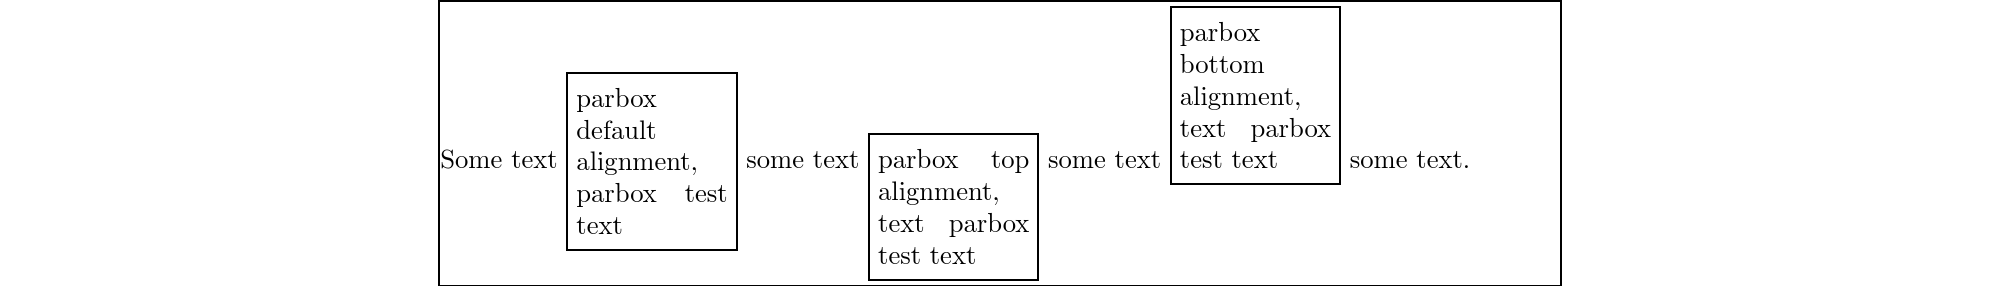 Some text
parbox
default
alignment,
parbox test
text
some text
parbox top
alignment,
text parbox
test text
some text
parbox
bottom
alignment,
text parbox
test text
some text.